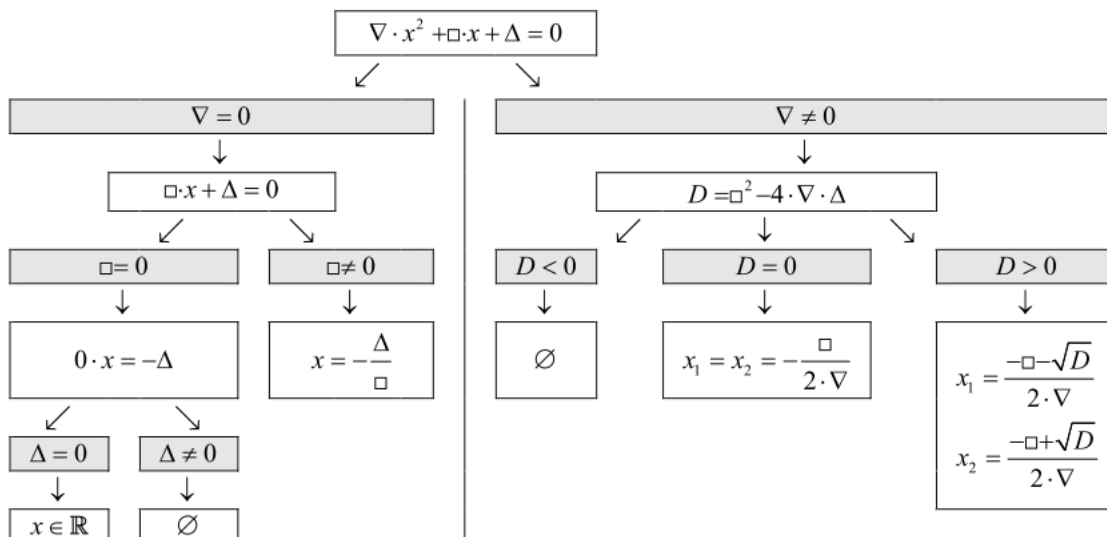 ∇ · x² + □ · x + Δ = 0
∇ = 0
∇ ≠ 0
□ · x + Δ = 0
D = □² − 4 · ∇ · Δ
□ = 0
□ ≠ 0
D < 0
D = 0
D > 0
0 · x = −Δ
x = −Δ/□
∅
x₁ = x₂ = −□/(2 · ∇)
x₁ = (−□ − √D)/(2 · ∇)
x₂ = (−□ + √D)/(2 · ∇)
Δ = 0
Δ ≠ 0
x ∈ ℝ
∅